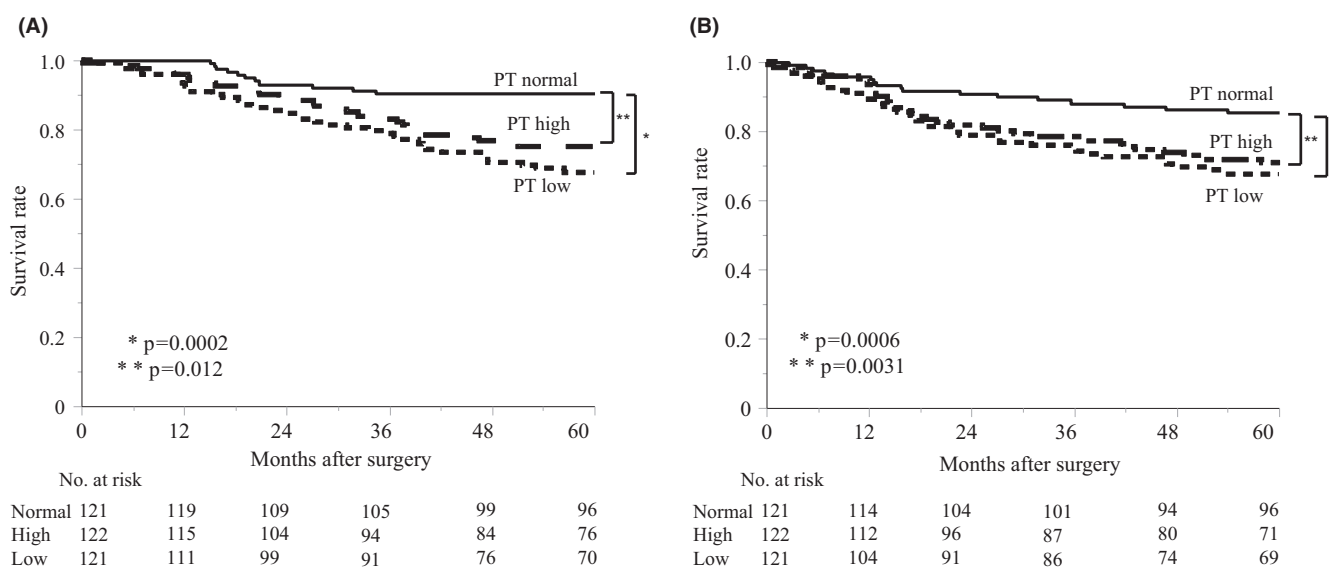 (A)
1.0
0.8
0.6
0.4
0.2
0
Survival rate
PT normal
PT high
PT low
**
*
* p=0.0002
* * p=0.012
0 12 24 36 48 60
Months after surgery
No. at risk
Normal 121 119 109 105 99 96
High 122 115 104 94 84 76
Low 121 111 99 91 76 70
(B)
1.0
0.8
0.6
0.4
0.2
0
Survival rate
PT normal
PT high
PT low
**
* p=0.0006
* * p=0.0031
0 12 24 36 48 60
Months after surgery
No. at risk
Normal 121 114 104 101 94 96
High 122 112 96 87 80 71
Low 121 104 91 86 74 69